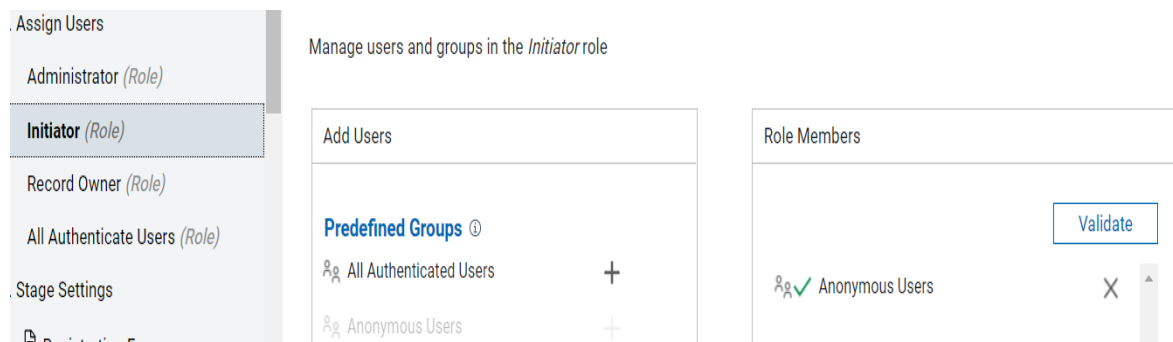 . Assign Users
Administrator (Role)
Initiator (Role)
Record Owner (Role)
All Authenticate Users (Role)
. Stage Settings
Manage users and groups in the Initiator role
Add Users
Predefined Groups
All Authenticated Users
Anonymous Users
Role Members
Validate
Anonymous Users